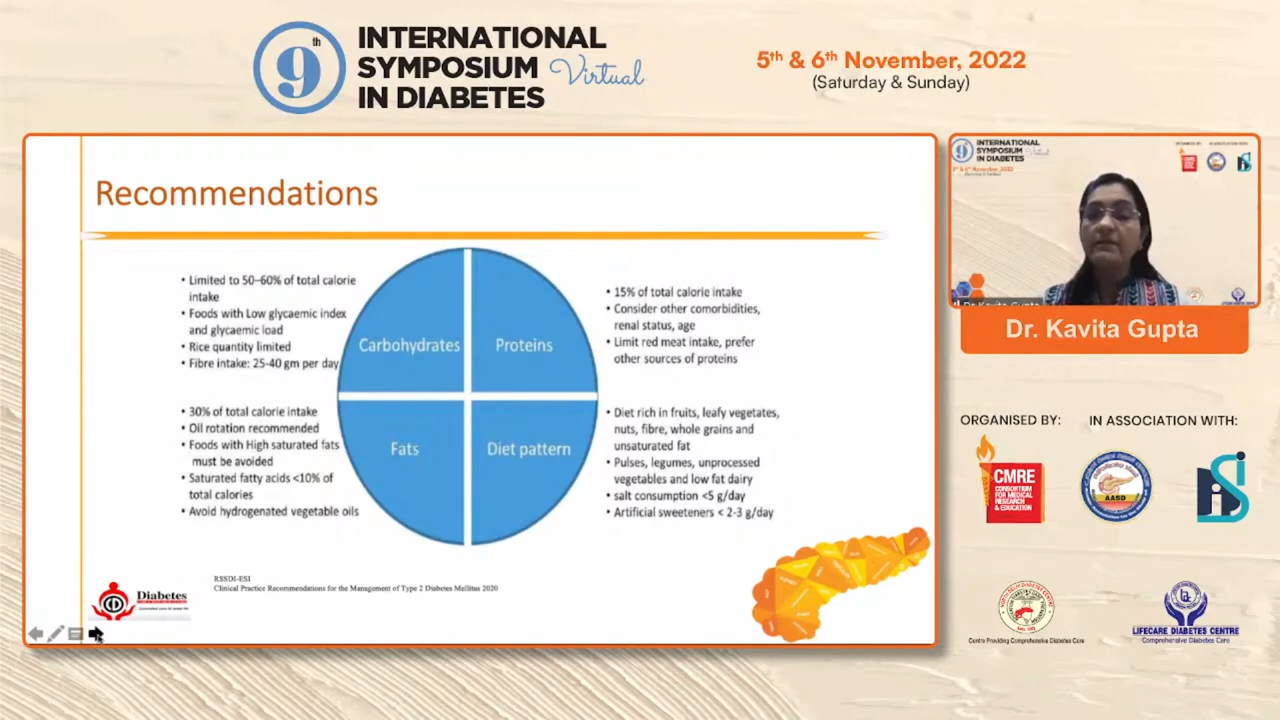 9th
INTERNATIONAL
SYMPOSIUM Virtual
IN DIABETES
5th & 6th November, 2022
(Saturday & Sunday)
Recommendations
• Limited to 50–60% of total calorie
intake
• Foods with Low glycaemic index
and glycaemic load
• Rice quantity limited
• Fibre intake: 25-40 gm per day
Carbohydrates
Proteins
• 15% of total calorie intake
• Consider other comorbidities,
renal status, age
• Limit red meat intake, prefer
other sources of proteins
• 30% of total calorie intake
• Oil rotation recommended
• Foods with High saturated fats
must be avoided
• Saturated fatty acids <10% of
total calories
• Avoid hydrogenated vegetable oils
Fats
Diet pattern
• Diet rich in fruits, leafy vegetates,
nuts, fibre, whole grains and
unsaturated fat
• Pulses, legumes, unprocessed
vegetables and low fat dairy
• salt consumption <5 g/day
• Artificial sweeteners < 2-3 g/day
RSSDI-ESI
Clinical Practice Recommendations for the Management of Type 2 Diabetes Mellitas 2020
Diabetes
9th
INTERNATIONAL
SYMPOSIUM
IN DIABETES
Dr Kavita Gupta
Dr. Kavita Gupta
ORGANISED BY:
IN ASSOCIATION WITH:
CMRE
CONSORTIUM
FOR MEDICAL
RESEARCH
& EDUCATION
AASD
Centre Providing Comprehensive Diabetes Care
LIFECARE DIABETES CENTRE
Comprehensive Diabetes Care